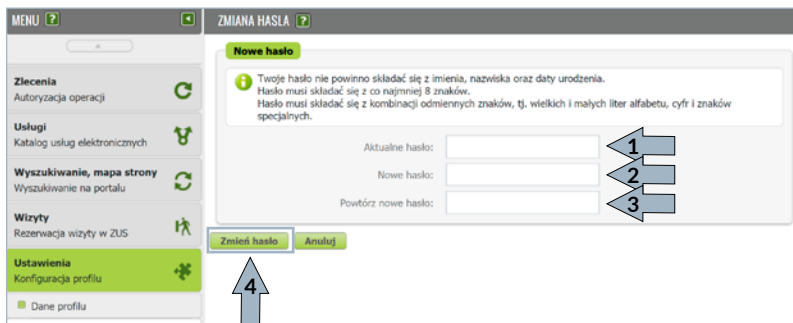 MENU ?
ZMIANA HASŁA ?
Zlecenia
Autoryzacja operacji
Usługi
Katalog usług elektronicznych
Wyszukiwanie, mapa strony
Wyszukiwanie na portalu
Wizyty
Rezerwacja wizyty w ZUS
Ustawienia
Konfiguracja profilu
Dane profilu
Nowe hasło
Twoje hasło nie powinno składać się z imienia, nazwiska oraz daty urodzenia.
Hasło musi składać się z co najmniej 8 znaków.
Hasło musi składać się z kombinacji odmiennych znaków, tj. wielkich i małych liter alfabetu, cyfr i znaków
specjalnych.
Aktualne hasło: 1
Nowe hasło: 2
Powtórz nowe hasło: 3
Zmień hasło Anuluj
4